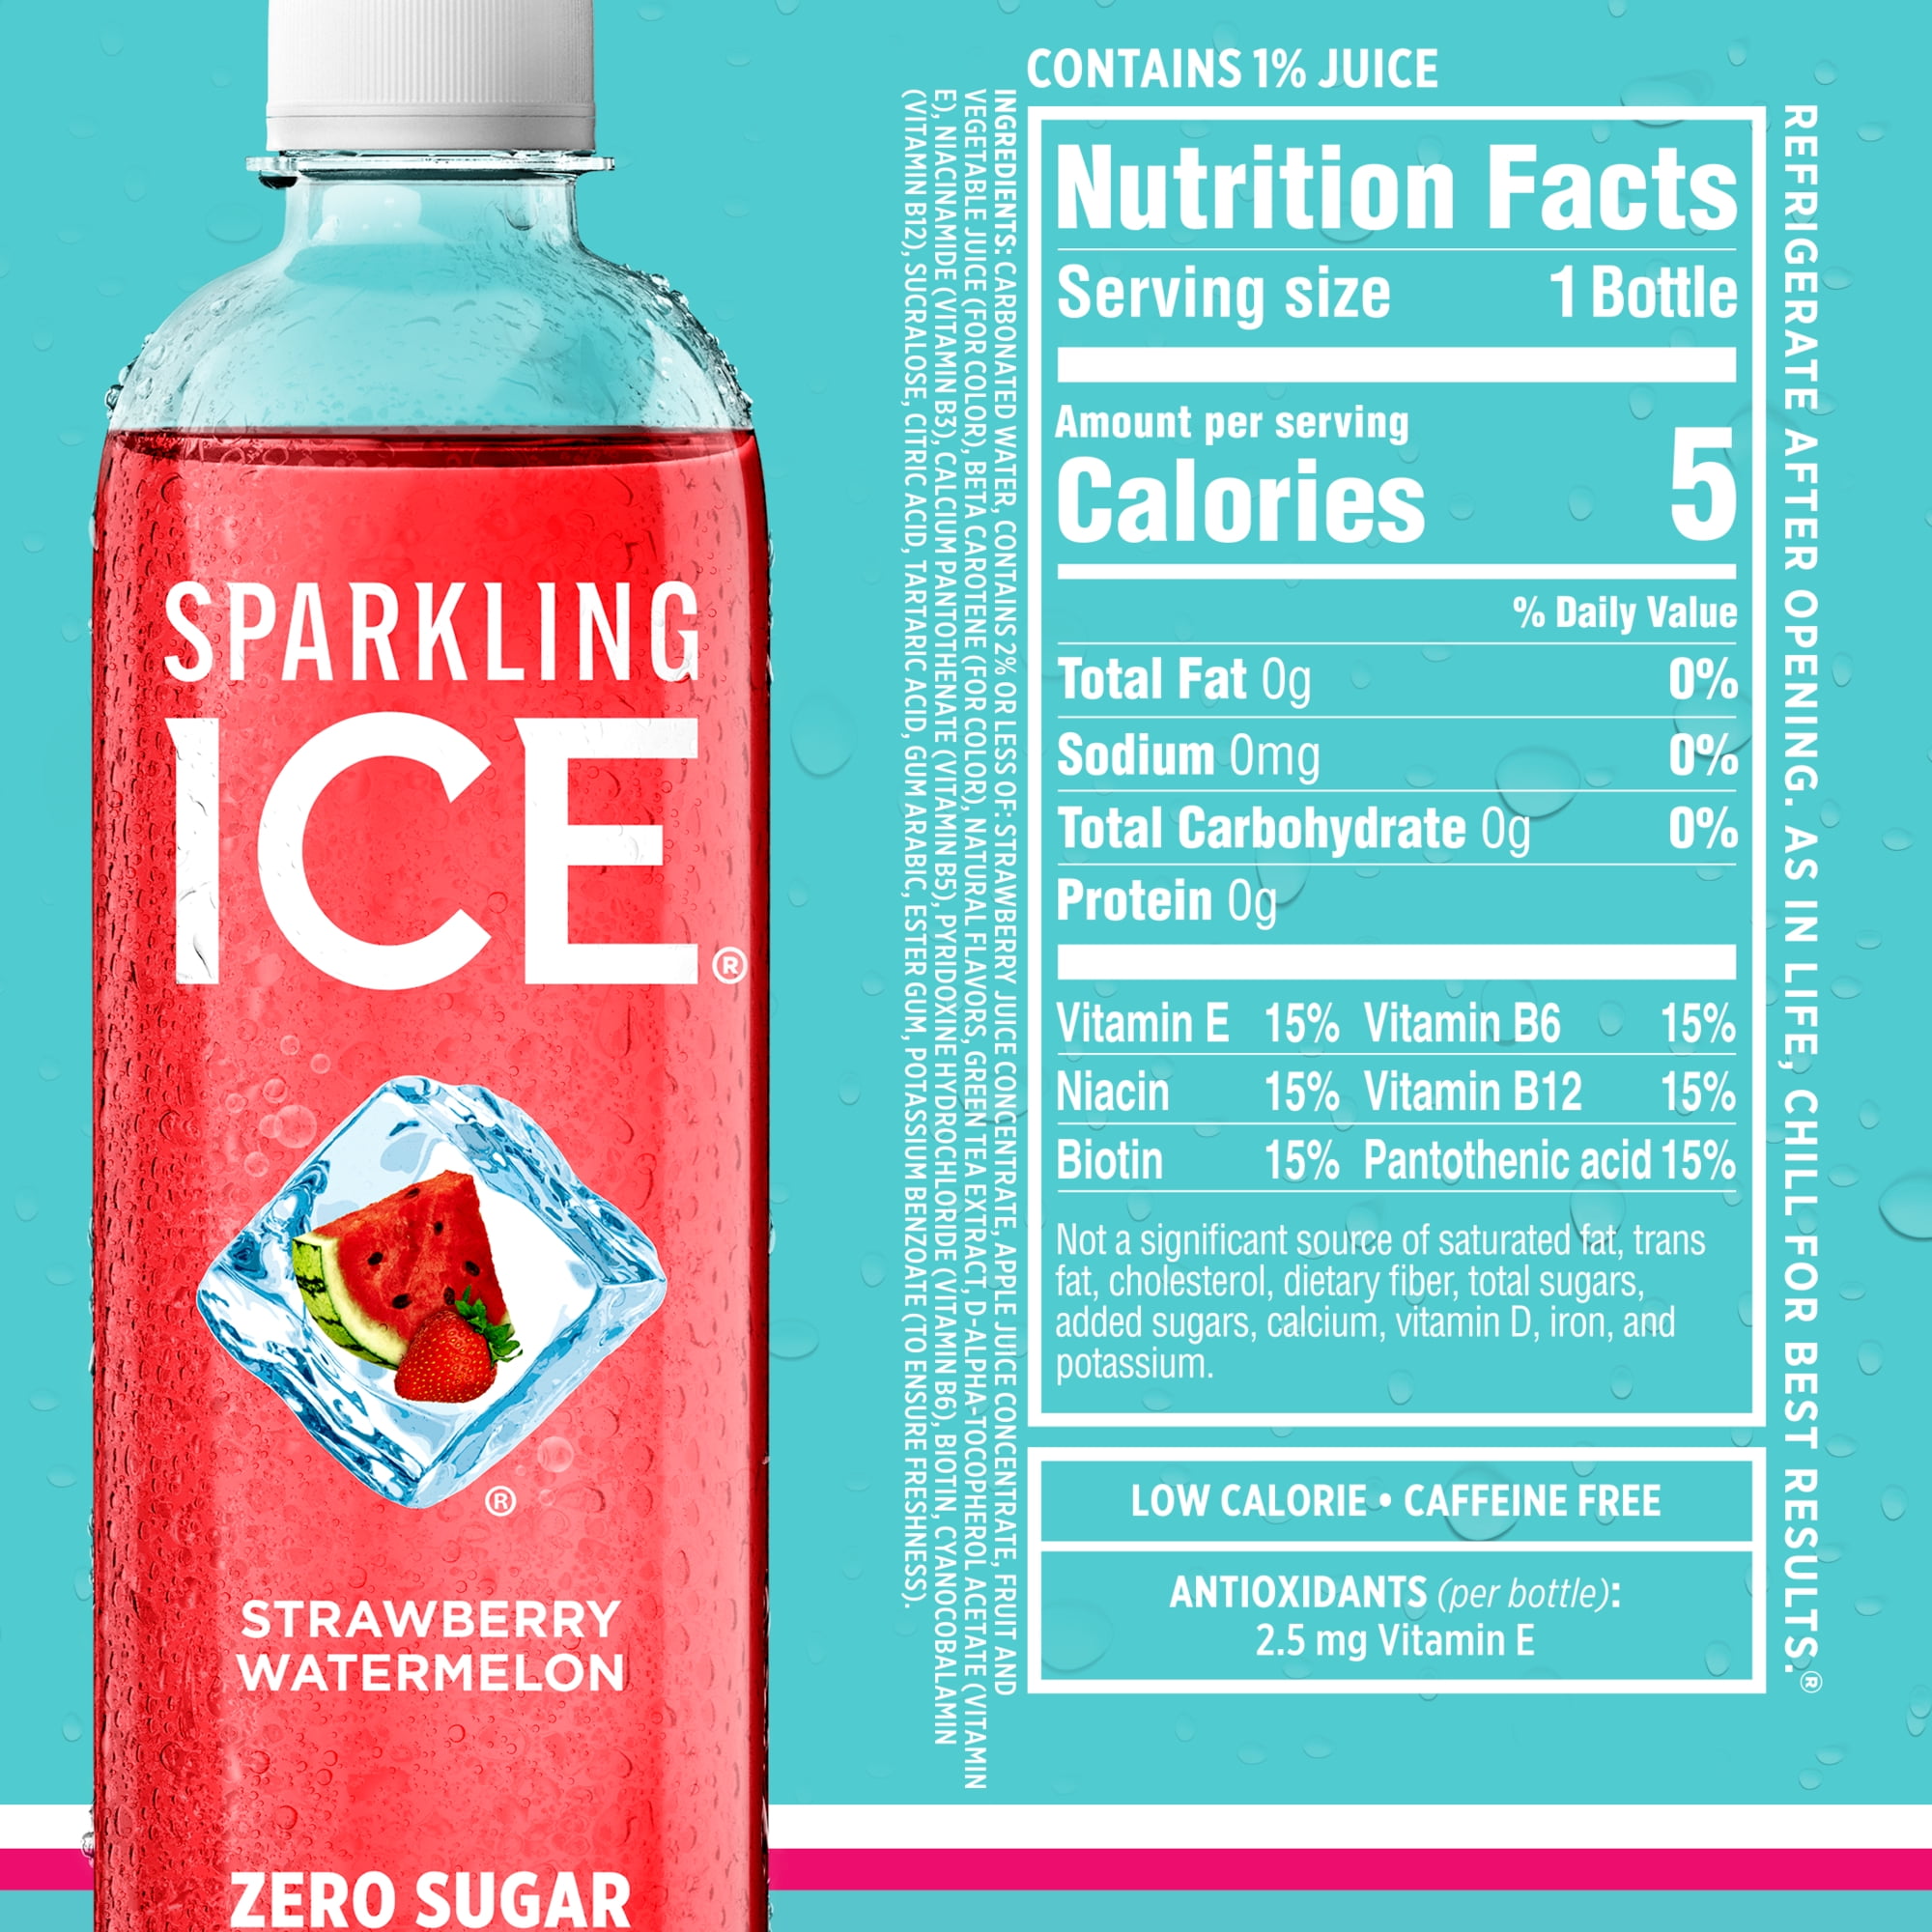 SPARKLING
ICE®
®
STRAWBERRY
WATERMELON
ZERO SUGAR
INGREDIENTS: CARBONATED WATER, CONTAINS 2% OR LESS OF: STRAWBERRY JUICE CONCENTRATE, APPLE JUICE CONCENTRATE, FRUIT AND
VEGETABLE JUICE (FOR COLOR), BETA CAROTENE (FOR COLOR), NATURAL FLAVORS, GREEN TEA EXTRACT, D-ALPHA-TOCOPHEROL ACETATE (VITAMIN
E), NIACINAMIDE (VITAMIN B3), CALCIUM PANTOTHENATE (VITAMIN B5), PYRIDOXINE HYDROCHLORIDE (VITAMIN B6), BIOTIN, CYANOCOBALAMIN
(VITAMIN B12), SUCRALOSE, CITRIC ACID, TARTARIC ACID, GUM ARABIC, ESTER GUM, POTASSIUM BENZOATE (TO ENSURE FRESHNESS).
CONTAINS 1% JUICE
Nutrition Facts
Serving size 1 Bottle
Amount per serving
Calories 5
% Daily Value
Total Fat 0g 0%
Sodium 0mg 0%
Total Carbohydrate 0g 0%
Protein 0g
Vitamin E 15% Vitamin B6 15%
Niacin 15% Vitamin B12 15%
Biotin 15% Pantothenic acid 15%
Not a significant source of saturated fat, trans
fat, cholesterol, dietary fiber, total sugars,
added sugars, calcium, vitamin D, iron, and
potassium.
LOW CALORIE • CAFFEINE FREE
ANTIOXIDANTS (per bottle):
2.5 mg Vitamin E
REFRIGERATE AFTER OPENING. AS IN LIFE, CHILL FOR BEST RESULTS.®